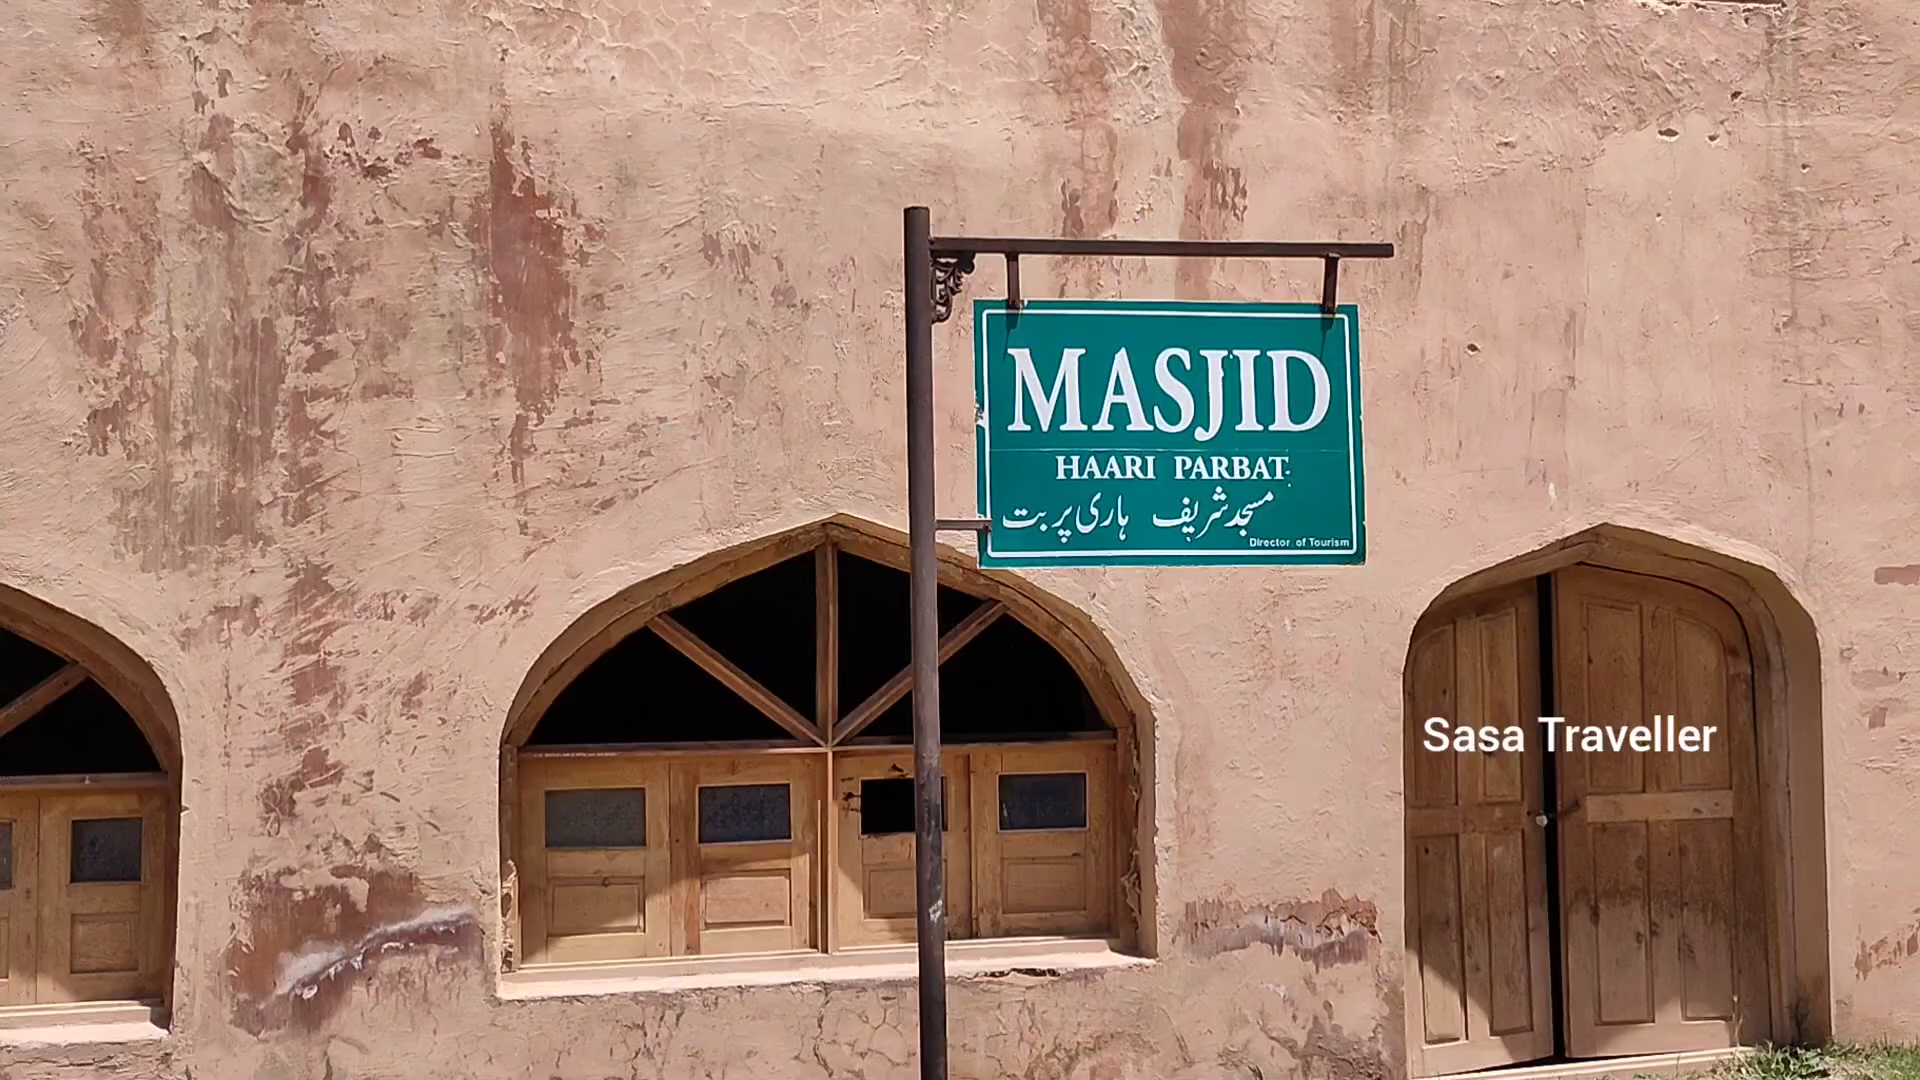 MASJID
HAARI PARBAT
مسجد شریف ہاری پربت
Director of Tourism
Sasa Traveller